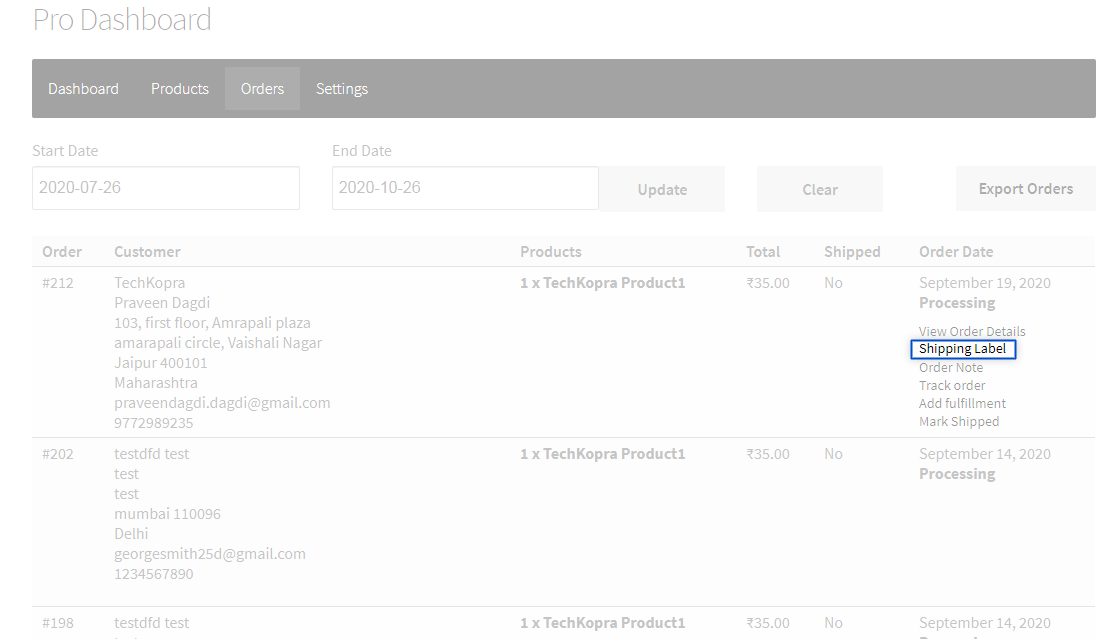 Pro Dashboard
Dashboard Products Orders Settings
Start Date End Date
2020-07-26 2020-10-26 Update Clear Export Orders
Order Customer Products Total Shipped Order Date
#212 TechKopra 1 x TechKopra Product1 ₹35.00 No September 19, 2020
Praveen Dagdi Processing
103, first floor, Amrapali plaza
amarapali circle, Vaishali Nagar View Order Details
Shipping Label
Jaipur 400101 Order Note
Maharashtra Track order
praveendagdi.dagdi@gmail.com Add fulfillment
9772989235 Mark Shipped
#202 testdfd test 1 x TechKopra Product1 ₹35.00 No September 14, 2020
test Processing
test
mumbai 110096
Delhi
georgesmith25d@gmail.com
1234567890
#198 testdfd test 1 x TechKopra Product1 ₹35.00 No September 14, 2020